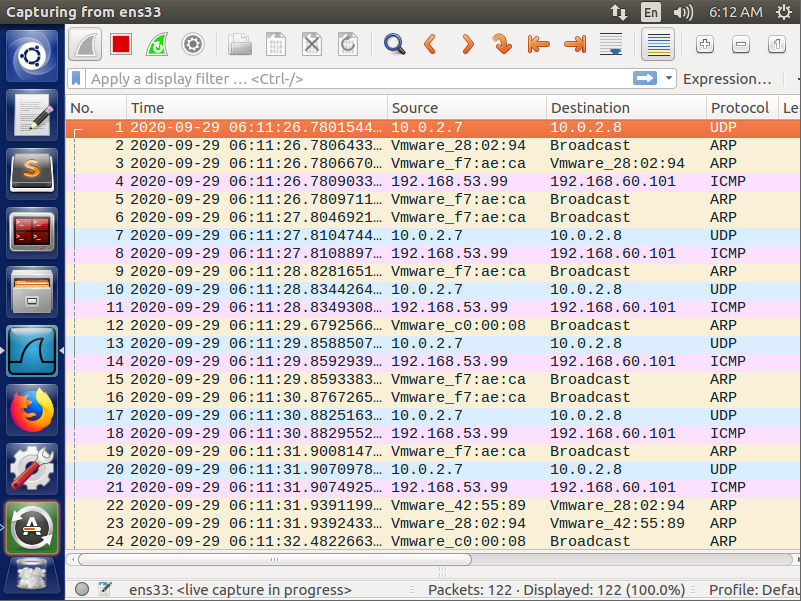 Capturing from ens33
En
6:12 AM
Apply a display filter … <Ctrl-/>
Expression…
No. Time Source Destination Protocol Le
1 2020-09-29 06:11:26.7801544… 10.0.2.7 10.0.2.8 UDP
2 2020-09-29 06:11:26.7806433… Vmware_28:02:94 Broadcast ARP
3 2020-09-29 06:11:26.7806670… Vmware_f7:ae:ca Vmware_28:02:94 ARP
4 2020-09-29 06:11:26.7809033… 192.168.53.99 192.168.60.101 ICMP
5 2020-09-29 06:11:26.7809711… Vmware_f7:ae:ca Broadcast ARP
6 2020-09-29 06:11:27.8046921… Vmware_f7:ae:ca Broadcast ARP
7 2020-09-29 06:11:27.8104744… 10.0.2.7 10.0.2.8 UDP
8 2020-09-29 06:11:27.8108897… 192.168.53.99 192.168.60.101 ICMP
9 2020-09-29 06:11:28.8281651… Vmware_f7:ae:ca Broadcast ARP
10 2020-09-29 06:11:28.8344264… 10.0.2.7 10.0.2.8 UDP
11 2020-09-29 06:11:28.8349308… 192.168.53.99 192.168.60.101 ICMP
12 2020-09-29 06:11:29.6792566… Vmware_c0:00:08 Broadcast ARP
13 2020-09-29 06:11:29.8588507… 10.0.2.7 10.0.2.8 UDP
14 2020-09-29 06:11:29.8592939… 192.168.53.99 192.168.60.101 ICMP
15 2020-09-29 06:11:29.8593383… Vmware_f7:ae:ca Broadcast ARP
16 2020-09-29 06:11:30.8767265… Vmware_f7:ae:ca Broadcast ARP
17 2020-09-29 06:11:30.8825163… 10.0.2.7 10.0.2.8 UDP
18 2020-09-29 06:11:30.8829552… 192.168.53.99 192.168.60.101 ICMP
19 2020-09-29 06:11:31.9008147… Vmware_f7:ae:ca Broadcast ARP
20 2020-09-29 06:11:31.9070978… 10.0.2.7 10.0.2.8 UDP
21 2020-09-29 06:11:31.9074925… 192.168.53.99 192.168.60.101 ICMP
22 2020-09-29 06:11:31.9391199… Vmware_42:55:89 Vmware_28:02:94 ARP
23 2020-09-29 06:11:31.9392433… Vmware_28:02:94 Vmware_42:55:89 ARP
24 2020-09-29 06:11:32.4822663… Vmware_c0:00:08 Broadcast ARP
ens33: <live capture in progress> Packets: 122 · Displayed: 122 (100.0%) Profile: Defau